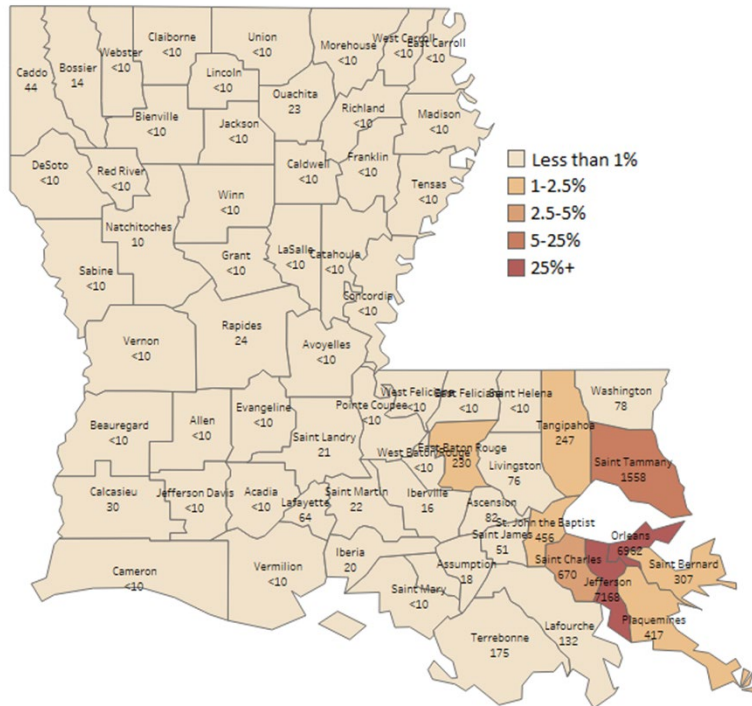 Claiborne
<10
Union
<10
Morehouse
<10
West Carroll
<10
East Carroll
<10
Webster
<10
Bossier
14
Caddo
44
Lincoln
<10
Ouachita
23
Richland
<10
Madison
<10
Bienville
<10
Jackson
<10
Franklin
<10
Caldwell
<10
Tensas
<10
DeSoto
<10
Red River
<10
Winn
<10
Natchitoches
10
Grant
<10
LaSalle
<10
Catahoula
<10
Sabine
<10
Concordia
<10
Vernon
<10
Rapides
24
Avoyelles
<10
Less than 1%
1-2.5%
2.5-5%
5-25%
25%+
Beauregard
<10
Allen
<10
Evangeline
<10
Pointe Coupee
<10
West Feliciana
<10
East Feliciana
<10
Saint Helena
<10
Tangipahoa
247
Washington
78
Saint Landry
21
West Baton Rouge
<10
East Baton Rouge
230
Livingston
76
Saint Tammany
1558
Calcasieu
30
Jefferson Davis
<10
Acadia
<10
Lafayette
64
Saint Martin
22
Iberville
16
Ascension
82
St. John the Baptist
456
Saint James
51
Orleans
6962
Cameron
<10
Vermilion
<10
Iberia
20
Saint Mary
<10
Assumption
18
Saint Charles
670
Jefferson
7168
Saint Bernard
307
Terrebonne
175
Lafourche
132
Plaquemines
417